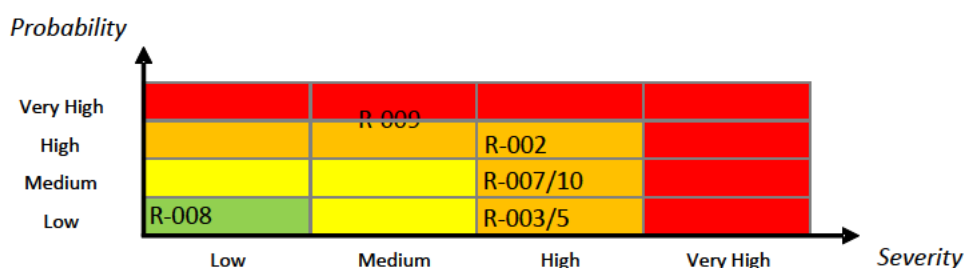 Probability
Very High
R-009
High
R-002
Medium
R-007/10
Low
R-008
R-003/5
Low
Medium
High
Very High
Severity